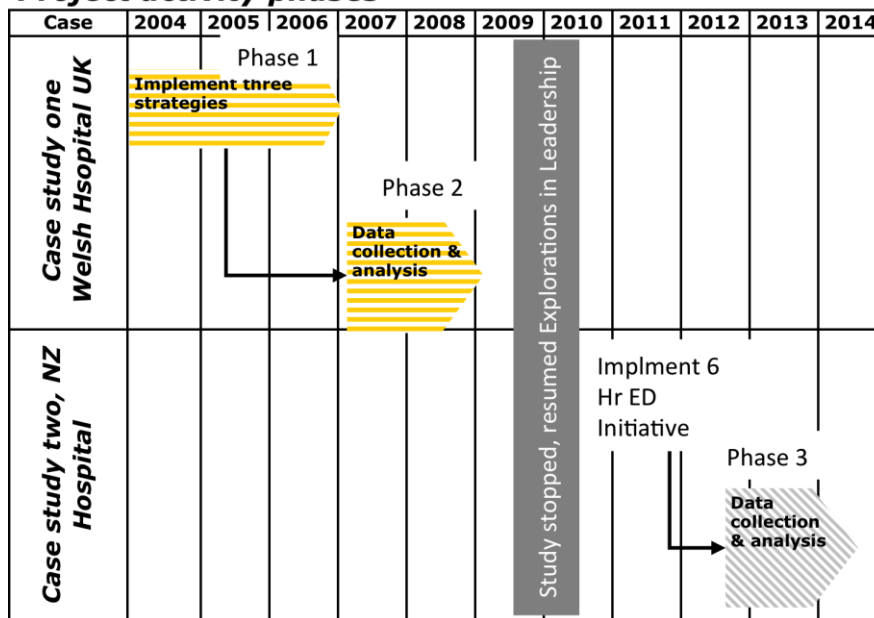 Project activity phases
Case 2004 2005 2006 2007 2008 2009 2010 2011 2012 2013 2014
Case study one
Welsh Hsopital UK
Phase 1
Implement three
strategies
Phase 2
Data
collection &
analysis
Study stopped, resumed Explorations in Leadership
Case study two, NZ
Hospital
Implment 6
Hr ED
Initiative
Phase 3
Data
collection
& analysis